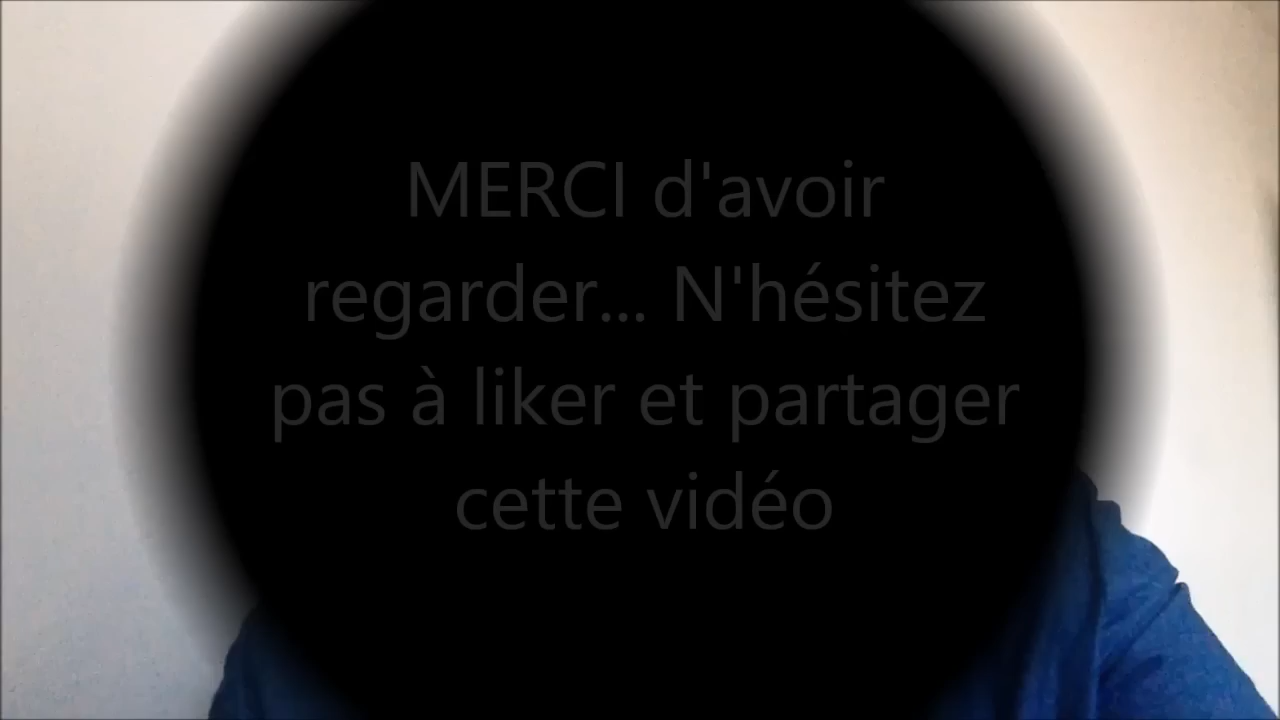 MERCI d'avoir
regarder... N'hésitez
pas à liker et partager
cette vidéo